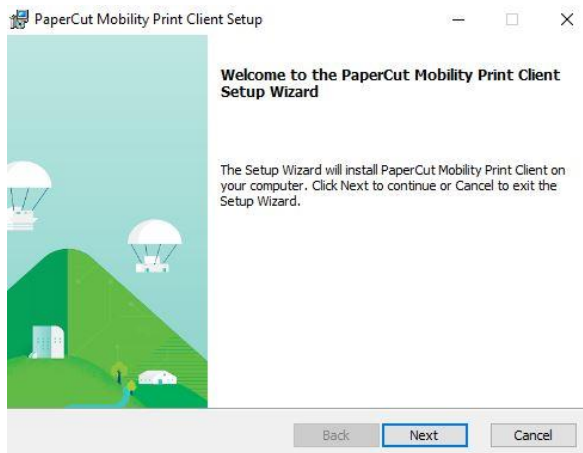 PaperCut Mobility Print Client Setup
Welcome to the PaperCut Mobility Print Client
Setup Wizard
The Setup Wizard will install PaperCut Mobility Print Client on
your computer. Click Next to continue or Cancel to exit the
Setup Wizard.
Back Next Cancel